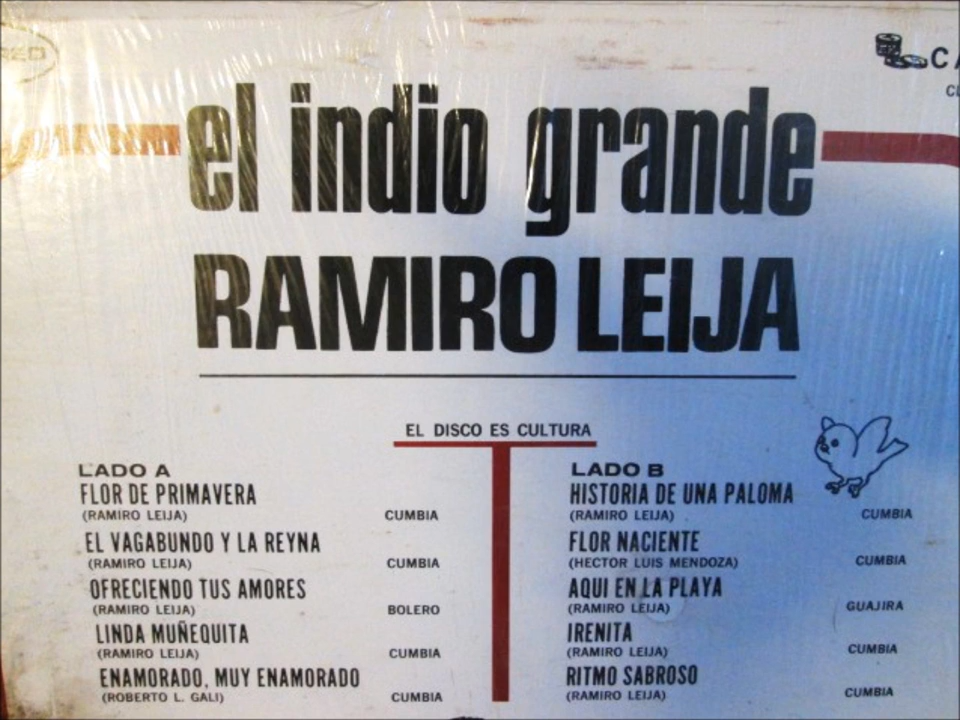 el indio grande
RAMIRO LEIJA
EL DISCO ES CULTURA
LADO A
FLOR DE PRIMAVERA
(RAMIRO LEIJA) CUMBIA
EL VAGABUNDO Y LA REYNA
(RAMIRO LEIJA) CUMBIA
OFRECIENDO TUS AMORES
(RAMIRO LEIJA) BOLERO
LINDA MUÑEQUITA
(RAMIRO LEIJA) CUMBIA
ENAMORADO, MUY ENAMORADO
(ROBERTO L. GALI) CUMBIA
LADO B
HISTORIA DE UNA PALOMA
(RAMIRO LEIJA) CUMBIA
FLOR NACIENTE
(HECTOR LUIS MENDOZA) CUMBIA
AQUI EN LA PLAYA
(RAMIRO LEIJA) GUAJIRA
IRENITA
(RAMIRO LEIJA) CUMBIA
RITMO SABROSO
(RAMIRO LEIJA) CUMBIA